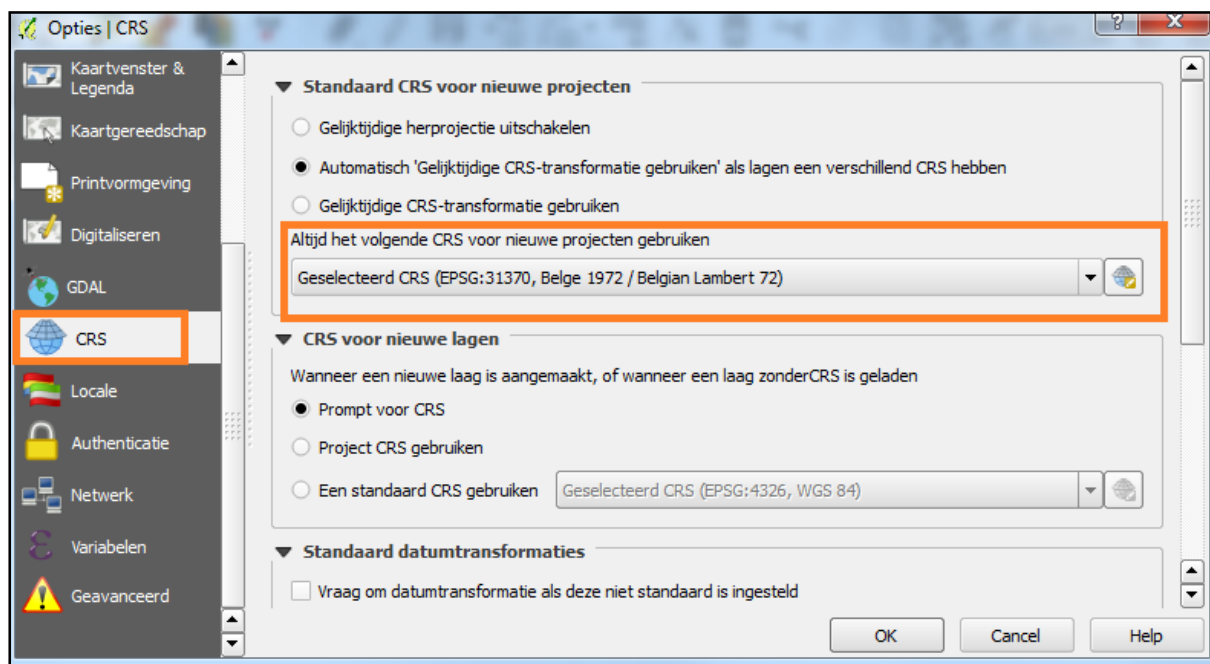 Opties | CRS
Kaartvenster &
Legenda
Kaartgereedschap
Printvormgeving
Digitaliseren
GDAL
CRS
Locale
Authenticatie
Netwerk
Variabelen
Geavanceerd
Standaard CRS voor nieuwe projecten
Gelijktijdige herprojectie uitschakelen
Automatisch 'Gelijktijdige CRS-transformatie gebruiken' als lagen een verschillend CRS hebben
Gelijktijdige CRS-transformatie gebruiken
Altijd het volgende CRS voor nieuwe projecten gebruiken
Geselecteerd CRS (EPSG:31370, Belge 1972 / Belgian Lambert 72)
CRS voor nieuwe lagen
Wanneer een nieuwe laag is aangemaakt, of wanneer een laag zonderCRS is geladen
Prompt voor CRS
Project CRS gebruiken
Een standaard CRS gebruiken
Geselecteerd CRS (EPSG:4326, WGS 84)
Standaard datumtransformaties
Vraag om datumtransformatie als deze niet standaard is ingesteld
OK
Cancel
Help